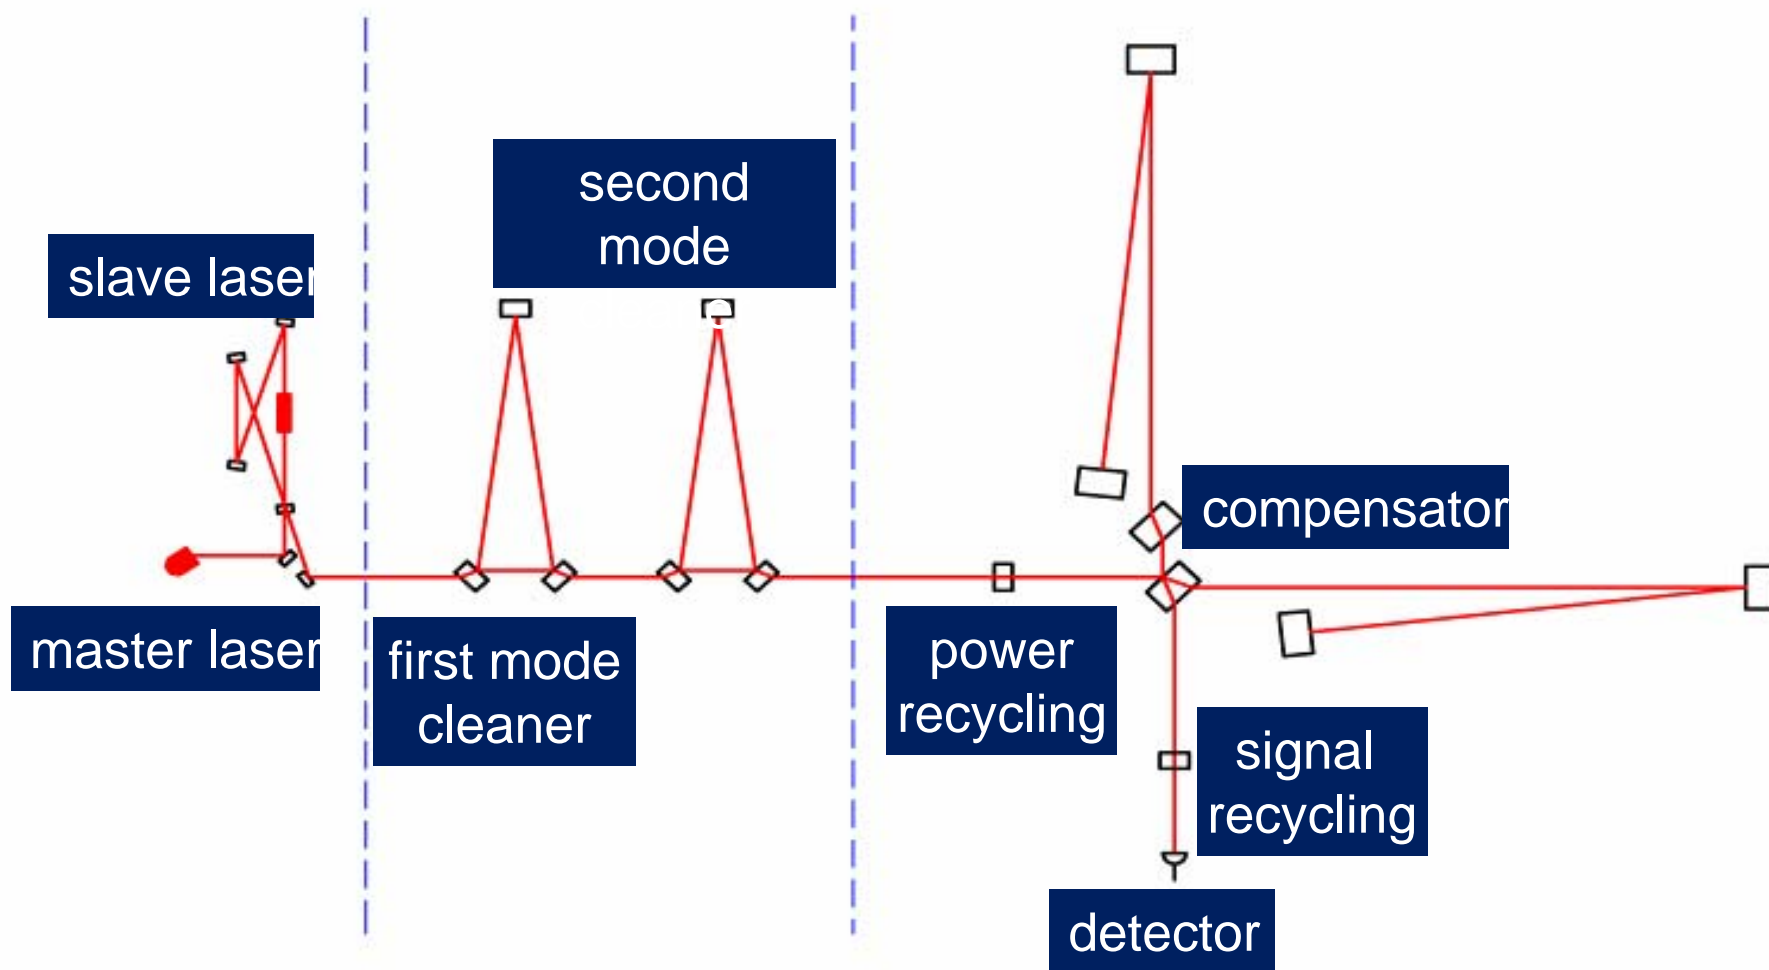 second
mode
slave laser
compensator
master laser
first mode
cleaner
power
recycling
signal
recycling
detector